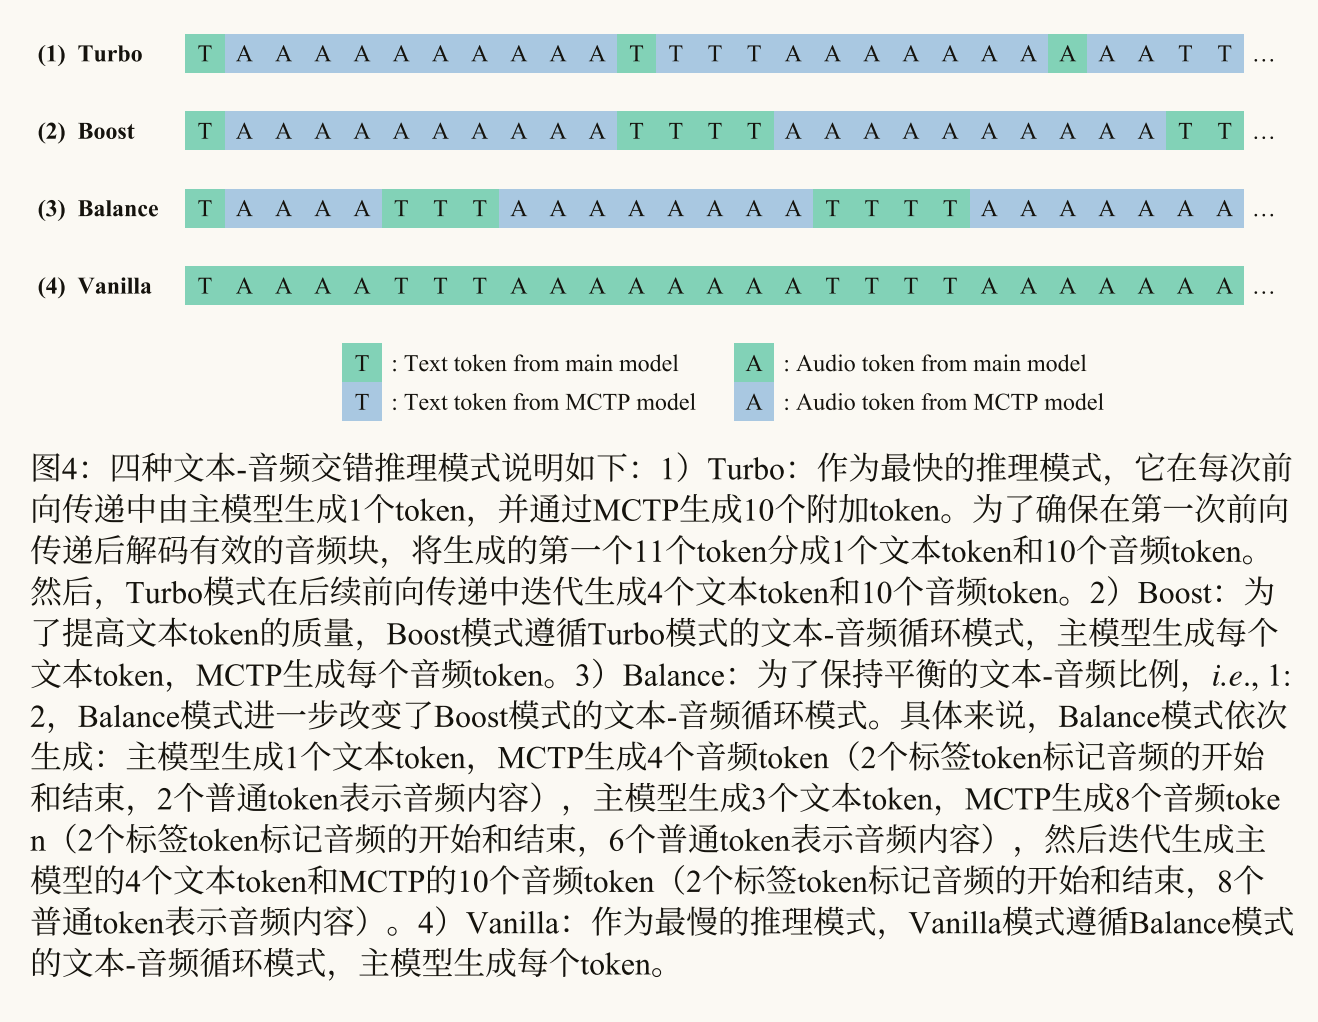 (1) Turbo T A A A A A A A A A A T T T T A A A A A A A A A A T T ...
(2) Boost T A A A A A A A A A A T T T T A A A A A A A A A A T T ...
(3) Balance T A A A A T T T A A A A A A A A T T T T A A A A A A A ...
(4) Vanilla T A A A A T T T A A A A A A A A T T T T A A A A A A A ...
T : Text token from main model A : Audio token from main model
T : Text token from MCTP model A : Audio token from MCTP model
图4：四种文本-音频交错推理模式说明如下：1）Turbo：作为最快的推理模式，它在每次前
向传递中由主模型生成1个token，并通过MCTP生成10个附加token。为了确保在第一次前向
传递后解码有效的音频块，将生成的第一个11个token分成1个文本token和10个音频token。
然后，Turbo模式在后续前向传递中迭代生成4个文本token和10个音频token。2）Boost：为
了提高文本token的质量，Boost模式遵循Turbo模式的文本-音频循环模式，主模型生成每个
文本token，MCTP生成每个音频token。3）Balance：为了保持平衡的文本-音频比例，i.e., 1:
2，Balance模式进一步改变了Boost模式的文本-音频循环模式。具体来说，Balance模式依次
生成：主模型生成1个文本token，MCTP生成4个音频token（2个标签token标记音频的开始
和结束，2个普通token表示音频内容），主模型生成3个文本token，MCTP生成8个音频toke
n（2个标签token标记音频的开始和结束，6个普通token表示音频内容），然后迭代生成主
模型的4个文本token和MCTP的10个音频token（2个标签token标记音频的开始和结束，8个
普通token表示音频内容）。4）Vanilla：作为最慢的推理模式，Vanilla模式遵循Balance模式
的文本-音频循环模式，主模型生成每个token。